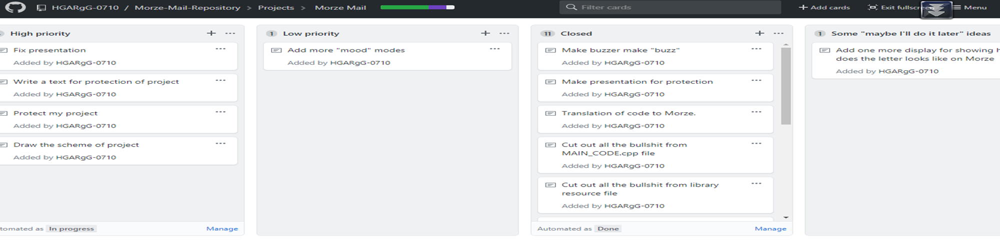 HGARgG-0710 / Morze-Mail-Repository > Projects > Morze Mail
Filter cards
+ Add cards
Exit fullscreen
Menu
High priority
Fix presentation
Added by HGARgG-0710
Write a text for protection of project
Added by HGARgG-0710
Protect my project
Added by HGARgG-0710
Draw the scheme of project
Added by HGARgG-0710
tomated as In progress
Manage
1 Low priority
Add more "mood" modes
Added by HGARgG-0710
11 Closed
Make buzzer make "buzz"
Added by HGARgG-0710
Make presentation for protection
Added by HGARgG-0710
Translation of code to Morze.
Added by HGARgG-0710
Cut out all the bullshit from
MAIN_CODE.cpp file
Added by HGARgG-0710
Cut out all the bullshit from library
resource file
Added by HGARgG-0710
Automated as Done
Manage
1 Some "maybe I'll do it later" ideas
Add one more display for showing h
does the letter looks like on Morze
Added by HGARgG-0710